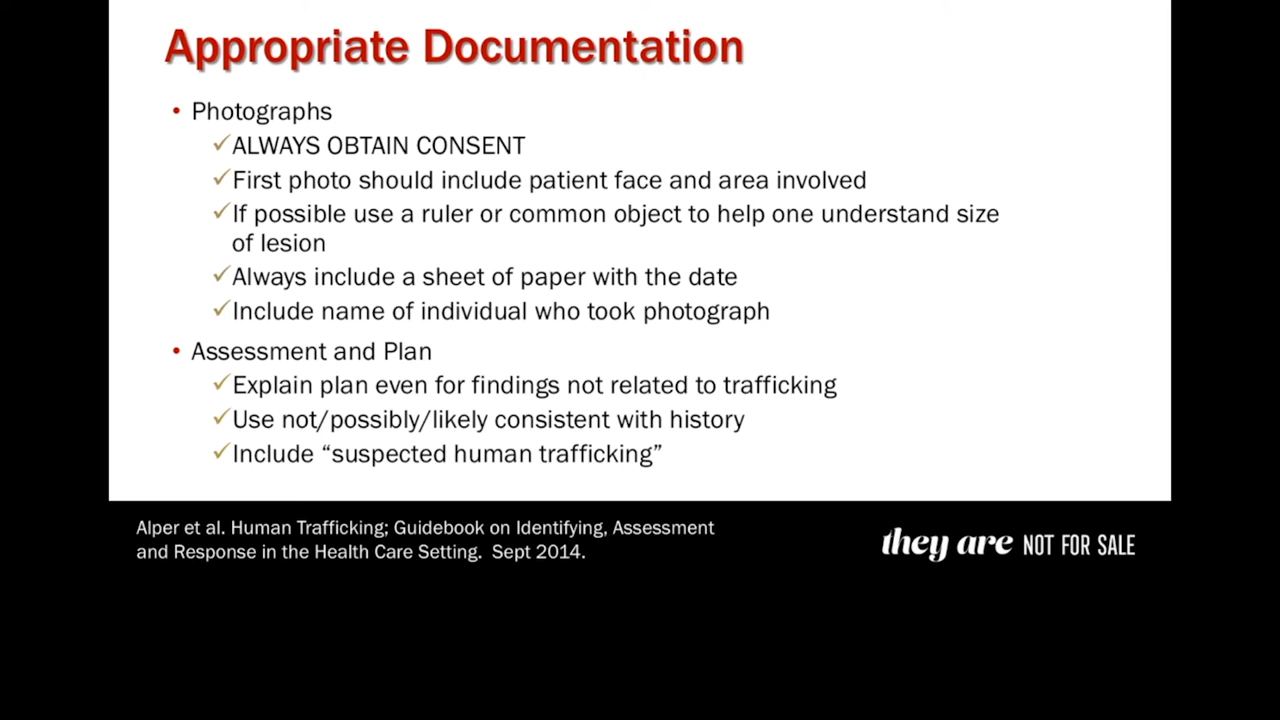 Appropriate Documentation
• Photographs
✓ALWAYS OBTAIN CONSENT
✓First photo should include patient face and area involved
✓If possible use a ruler or common object to help one understand size
of lesion
✓Always include a sheet of paper with the date
✓Include name of individual who took photograph
• Assessment and Plan
✓Explain plan even for findings not related to trafficking
✓Use not/possibly/likely consistent with history
✓Include “suspected human trafficking”
Alper et al. Human Trafficking; Guidebook on Identifying, Assessment
and Response in the Health Care Setting. Sept 2014.
they are NOT FOR SALE